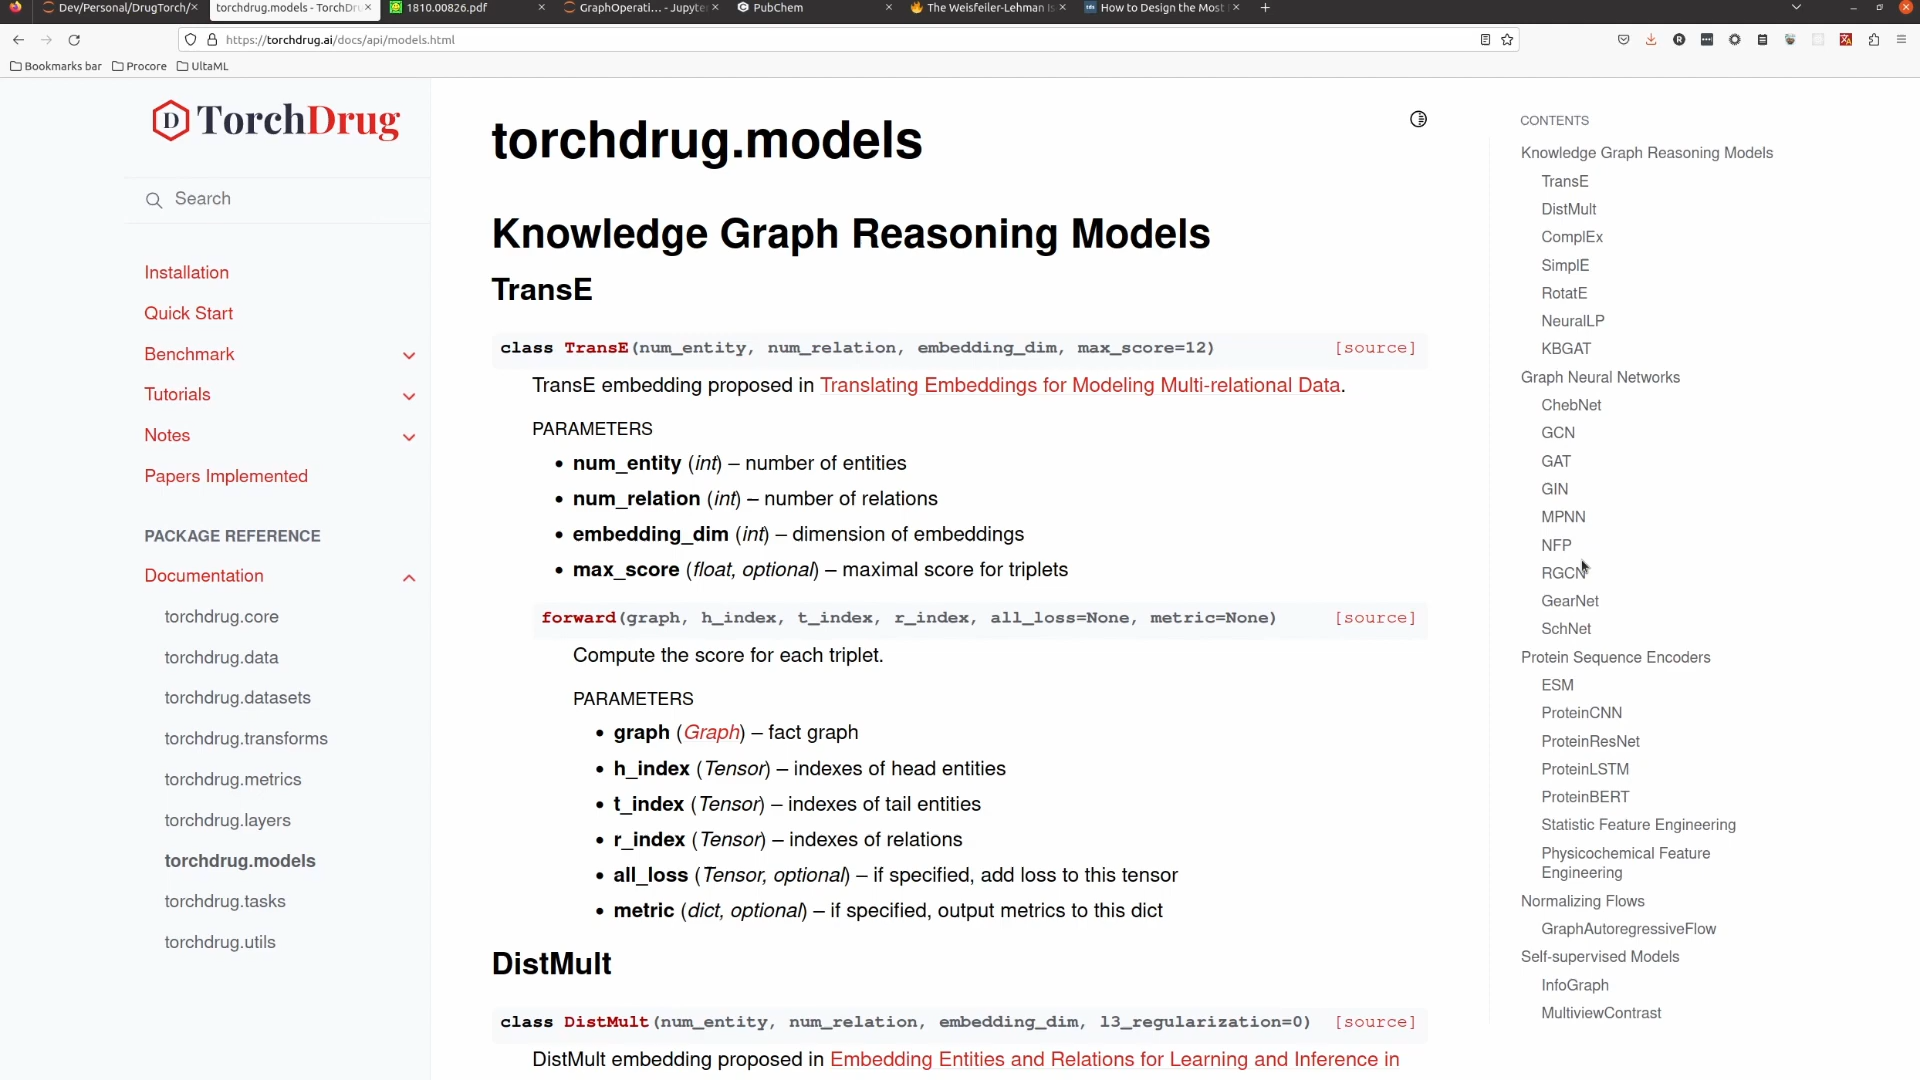 Dev/Personal/DrugTorch/
torchdrug.models - TorchDru
1810.00826.pdf
GraphOperati… - Jupyte
PubChem
The Weisfeiler-Lehman Is
How to Design the Most
https://torchdrug.ai/docs/api/models.html
Bookmarks bar
Procore
UltaML
TorchDrug
Search
Installation
Quick Start
Benchmark
Tutorials
Notes
Papers Implemented
PACKAGE REFERENCE
Documentation
torchdrug.core
torchdrug.data
torchdrug.datasets
torchdrug.transforms
torchdrug.metrics
torchdrug.layers
torchdrug.models
torchdrug.tasks
torchdrug.utils
torchdrug.models
Knowledge Graph Reasoning Models
TransE
class TransE(num_entity, num_relation, embedding_dim, max_score=12) [source]
TransE embedding proposed in Translating Embeddings for Modeling Multi-relational Data.
PARAMETERS
• num_entity (int) – number of entities
• num_relation (int) – number of relations
• embedding_dim (int) – dimension of embeddings
• max_score (float, optional) – maximal score for triplets
forward(graph, h_index, t_index, r_index, all_loss=None, metric=None) [source]
Compute the score for each triplet.
PARAMETERS
• graph (Graph) – fact graph
• h_index (Tensor) – indexes of head entities
• t_index (Tensor) – indexes of tail entities
• r_index (Tensor) – indexes of relations
• all_loss (Tensor, optional) – if specified, add loss to this tensor
• metric (dict, optional) – if specified, output metrics to this dict
DistMult
class DistMult(num_entity, num_relation, embedding_dim, l3_regularization=0) [source]
DistMult embedding proposed in Embedding Entities and Relations for Learning and Inference in
CONTENTS
Knowledge Graph Reasoning Models
TransE
DistMult
ComplEx
SimplE
RotatE
NeuralLP
KBGAT
Graph Neural Networks
ChebNet
GCN
GAT
GIN
MPNN
NFP
RGCN
GearNet
SchNet
Protein Sequence Encoders
ESM
ProteinCNN
ProteinResNet
ProteinLSTM
ProteinBERT
Statistic Feature Engineering
Physicochemical Feature
Engineering
Normalizing Flows
GraphAutoregressiveFlow
Self-supervised Models
InfoGraph
MultiviewContrast